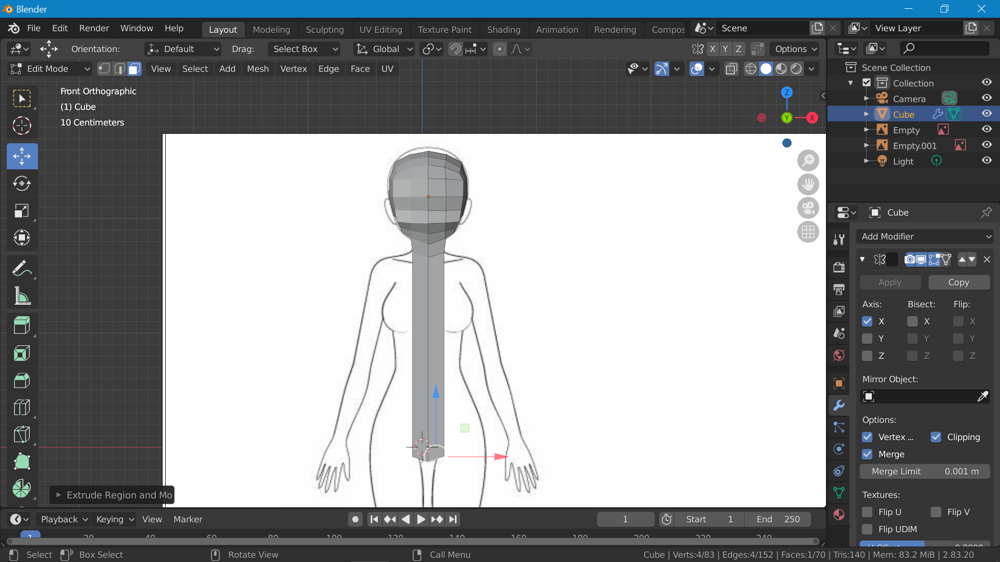 Blender
File Edit Render Window Help Layout Modeling Sculpting UV Editing Texture Paint Shading Animation Rendering Compos Scene View Layer
Orientation: Default Drag: Select Box Global X Y Z Options
Edit Mode View Select Add Mesh Vertex Edge Face UV
Front Orthographic
(1) Cube
10 Centimeters
Z
Y
X
Scene Collection
Collection
Camera
Cube
Empty
Empty.001
Light
Cube
Add Modifier
Apply Copy
Axis: Bisect: Flip:
X X X
Y Y Y
Z Z Z
Mirror Object:
Options:
Vertex ... Clipping
Merge
Merge Limit 0.001 m
Textures:
Flip U Flip V
Flip UDIM
Extrude Region and Mo
Playback Keying View Marker 1 Start 1 End 250
1 20 40 60 80 100 120 140 160 180 200 220 240
Select Box Select Rotate View Call Menu Cube | Verts:4/83 | Edges:4/152 | Faces:1/70 | Tris:140 | Mem: 83.2 MiB | 2.83.20